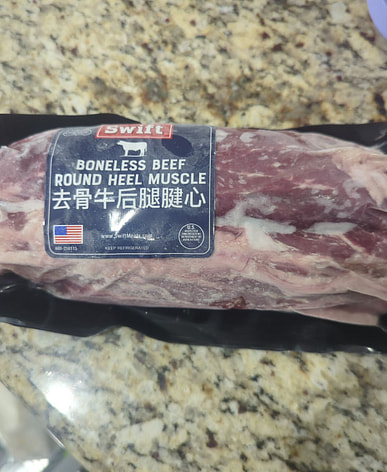 Swift
BONELESS BEEF
ROUND HEEL MUSCLE
去骨牛后腿腱心
www.SwiftMeats.com
KEEP REFRIGERATED
U.S.